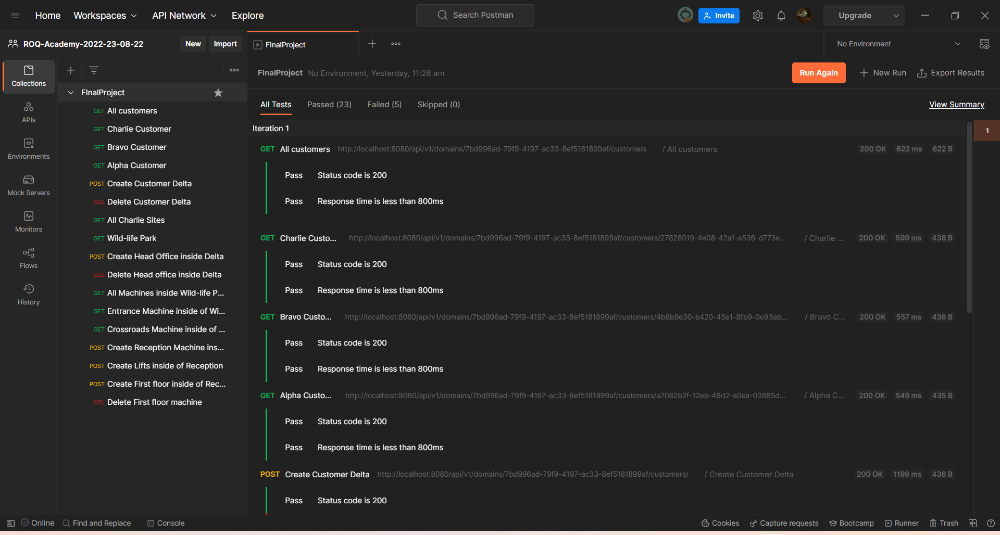 Home Workspaces API Network Explore Search Postman Invite Upgrade
ROQ-Academy-2022-23-08-22 New Import FInalProject No Environment
Collections
APIs
Environments
Mock Servers
Monitors
Flows
History
FInalProject
GET All customers
GET Charlie Customer
GET Bravo Customer
GET Alpha Customer
POST Create Customer Delta
DEL Delete Customer Delta
GET All Charlie Sites
GET Wild-life Park
POST Create Head Office inside Delta
DEL Delete Head office inside Delta
GET All Machines inside Wild-life P...
GET Entrance Machine inside of Wi...
GET Crossroads Machine inside of ...
POST Create Reception Machine ins...
POST Create Lifts inside of Reception
POST Create First floor inside of Rec...
DEL Delete First floor machine
FInalProject No Environment, Yesterday, 11:26 am Run Again New Run Export Results
All Tests Passed (23) Failed (5) Skipped (0) View Summary
Iteration 1
1
GET All customers http://localhost:8080/api/v1/domains/7bd996ad-79f9-4197-ac33-8ef5181899af/customers / All customers 200 OK 622 ms 622 B
Pass Status code is 200
Pass Response time is less than 800ms
GET Charlie Custo... http://localhost:8080/api/v1/domains/7bd996ad-79f9-4197-ac33-8ef5181899af/customers/27828019-4e08-42a1-a536-d773e... / Charlie ... 200 OK 599 ms 438 B
Pass Status code is 200
Pass Response time is less than 800ms
GET Bravo Custo... http://localhost:8080/api/v1/domains/7bd996ad-79f9-4197-ac33-8ef5181899af/customers/4b6b9e30-b420-45e1-8fb9-0e93ab... / Bravo C... 200 OK 557 ms 436 B
Pass Status code is 200
Pass Response time is less than 800ms
GET Alpha Custo... http://localhost:8080/api/v1/domains/7bd996ad-79f9-4197-ac33-8ef5181899af/customers/a7082b2f-12eb-49d2-a0ea-03885d... / Alpha C... 200 OK 549 ms 435 B
Pass Status code is 200
Pass Response time is less than 800ms
POST Create Customer Delta http://localhost:8080/api/v1/domains/7bd996ad-79f9-4197-ac33-8ef5181899af/customers/ / Create Customer Delta 200 OK 1198 ms 436 B
Pass Status code is 200
Online Find and Replace Console Cookies Capture requests Bootcamp Runner Trash